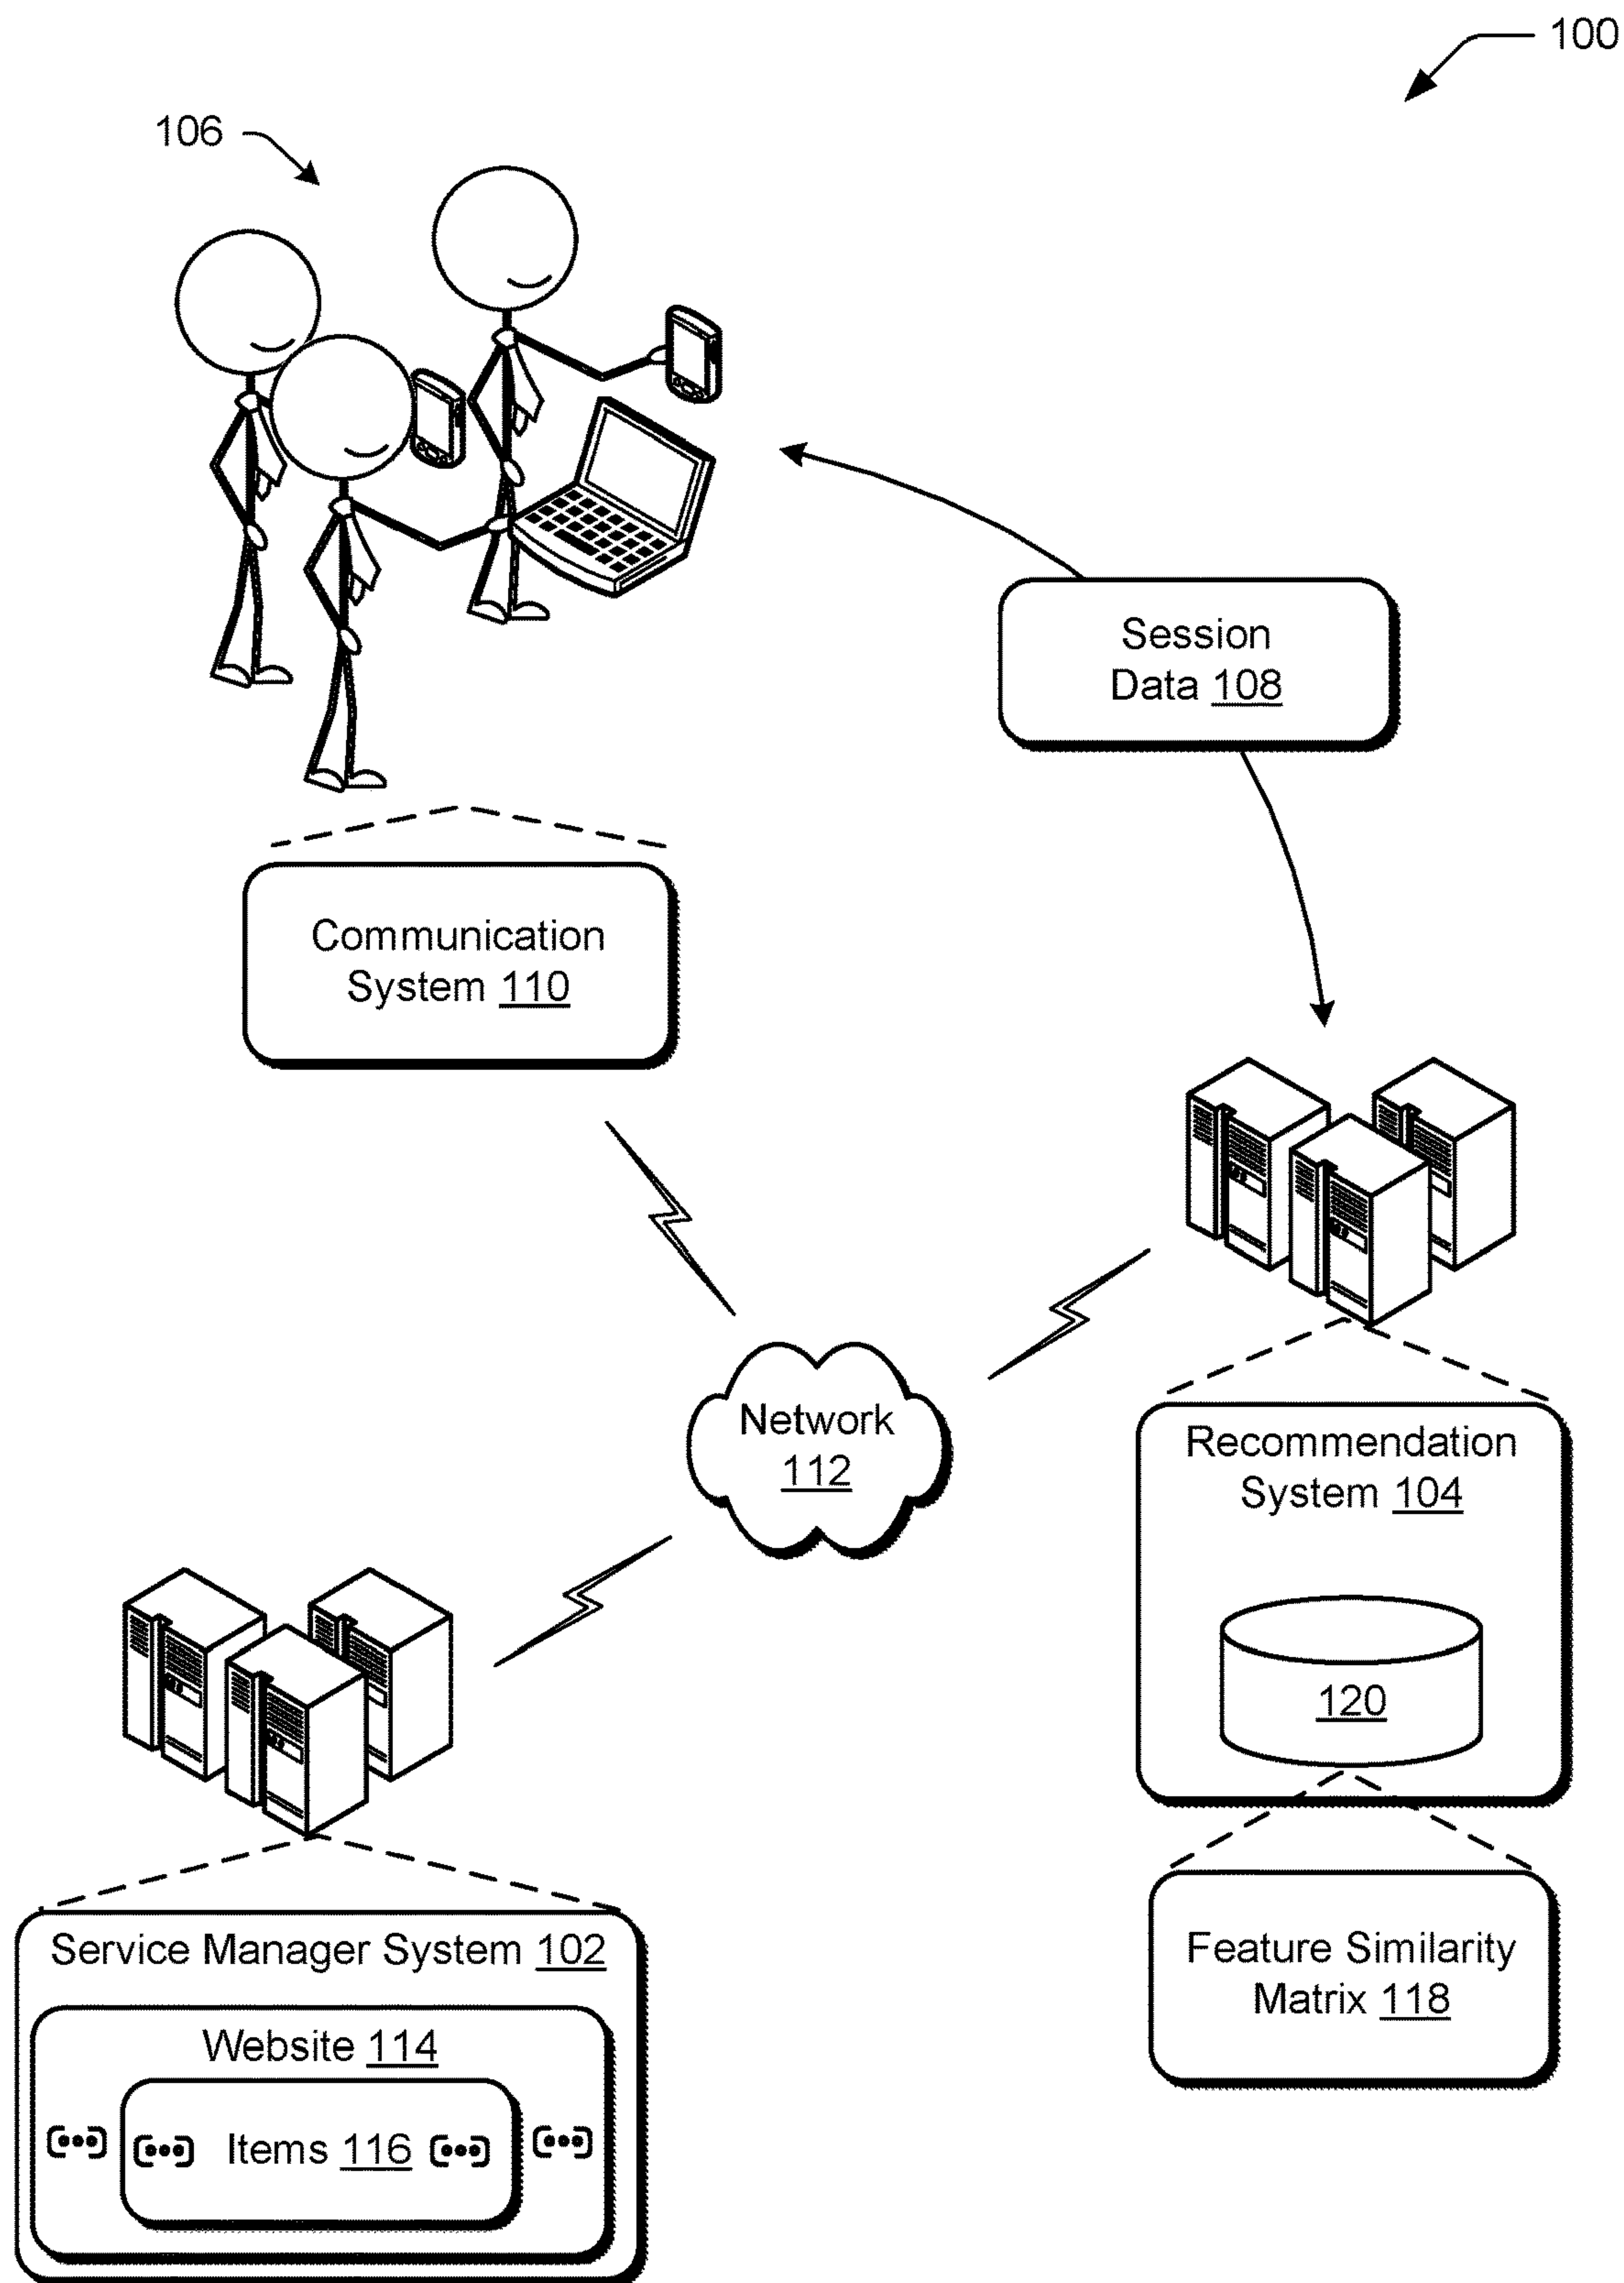 100
106
Session
Data 108
Communication
System 110
Network
112
Recommendation
System 104
120
Feature Similarity
Matrix 118
Service Manager System 102
Website 114
Items 116